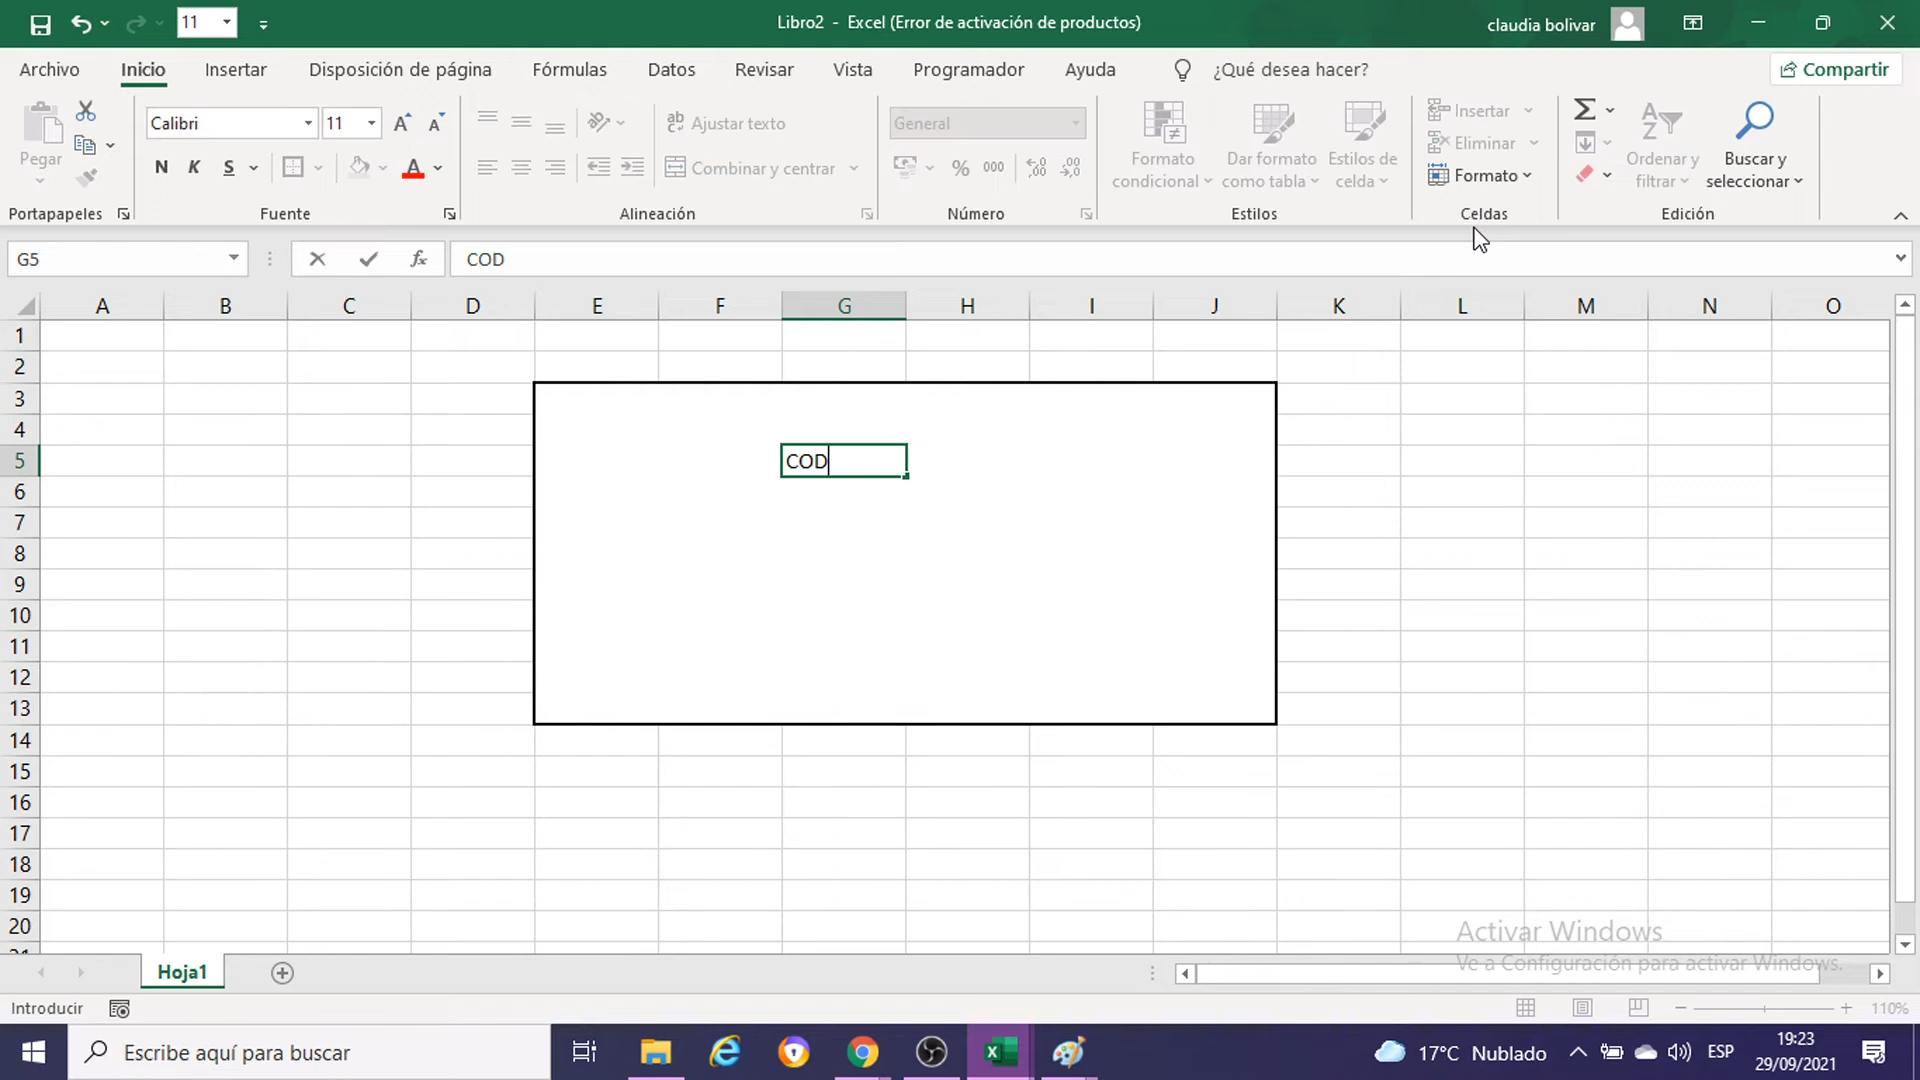 11
Libro2 - Excel (Error de activación de productos)
claudia bolivar
Archivo Inicio Insertar Disposición de página Fórmulas Datos Revisar Vista Programador Ayuda ¿Qué desea hacer? Compartir
Pegar
Calibri 11
N K S A
ab Ajustar texto
Combinar y centrar
General
% 000
Formato condicional
Dar formato como tabla
Estilos de celda
Insertar
Eliminar
Formato
Ordenar y filtrar
Buscar y seleccionar
Portapapeles Fuente Alineación Número Estilos Celdas Edición
G5 fx COD
A B C D E F G H I J K L M N O
1
2
3
4
5 COD
6
7
8
9
10
11
12
13
14
15
16
17
18
19
20
Activar Windows
Ve a Configuración para activar Windows.
Hoja1
Introducir
110%
Escribe aquí para buscar
17°C Nublado
ESP
19:23
29/09/2021